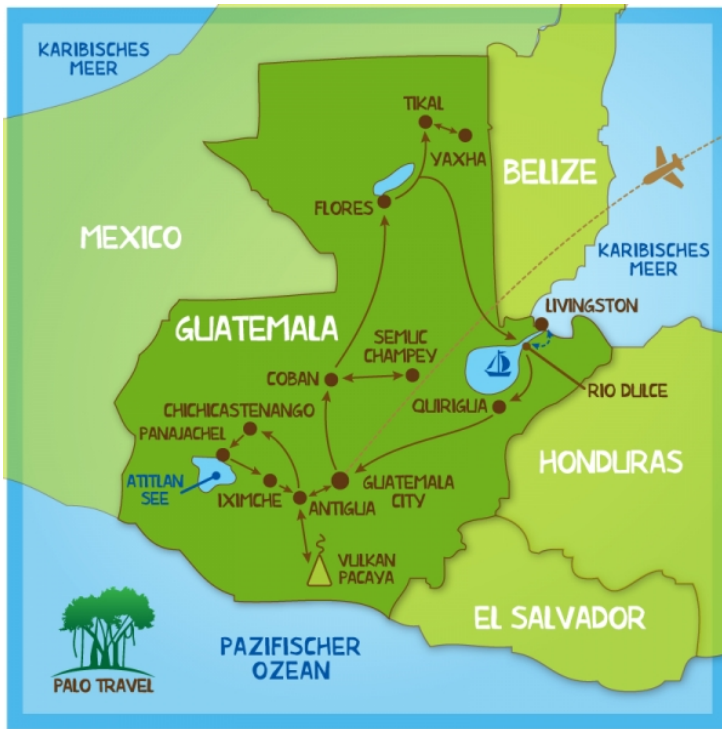 KARIBISCHES
MEER
TIKAL
YAXHA
BELIZE
FLORES
MEXICO
KARIBISCHES
MEER
LIVINGSTON
GUATEMALA
SEMUC
CHAMPEY
COBAN
RIO DULCE
QUIRIGUA
CHICHICASTENANGO
PANAJACHEL
HONDURAS
ATITLAN
SEE
IXIMCHE
ANTIGUA
GUATEMALA
CITY
VULKAN
PACAYA
EL SALVADOR
PAZIFISCHER
OZEAN
PALO TRAVEL